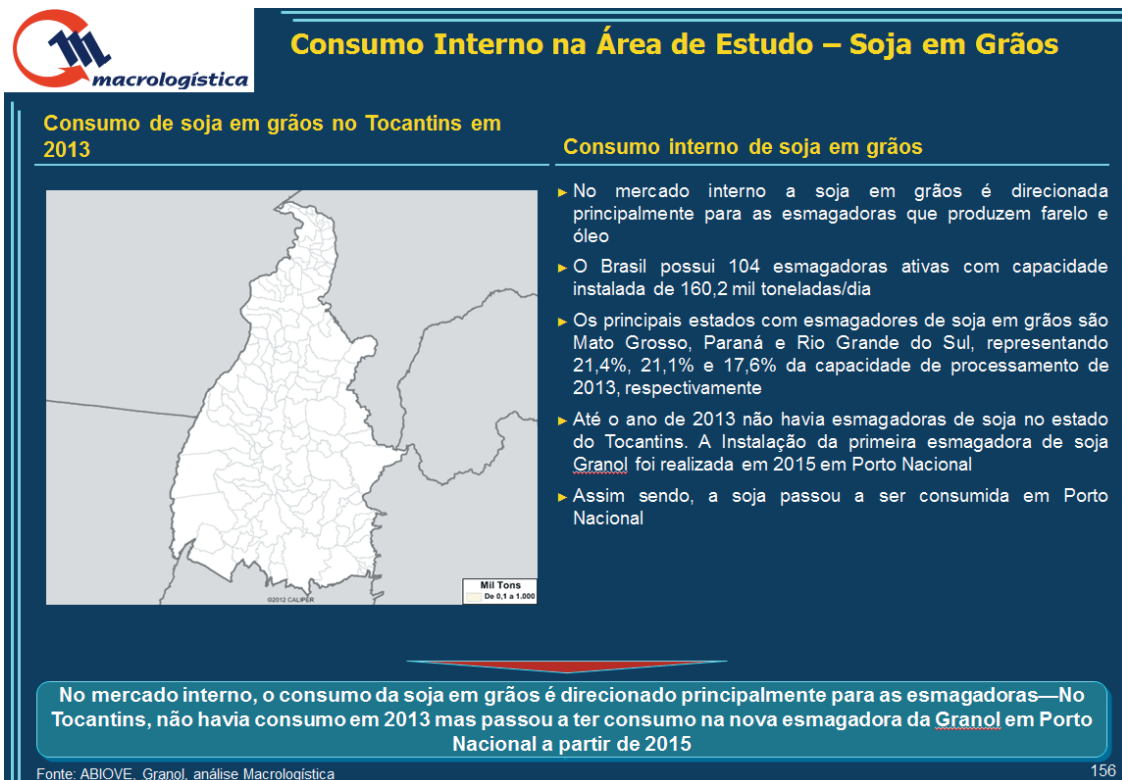 macrologística
Consumo Interno na Área de Estudo – Soja em Grãos
Consumo de soja em grãos no Tocantins em
2013
Mil Tons
De 0,1 a 1.000
©2012 CALIPER
Consumo interno de soja em grãos
► No mercado interno a soja em grãos é direcionada
principalmente para as esmagadoras que produzem farelo e
óleo
► O Brasil possui 104 esmagadoras ativas com capacidade
instalada de 160,2 mil toneladas/dia
► Os principais estados com esmagadores de soja em grãos são
Mato Grosso, Paraná e Rio Grande do Sul, representando
21,4%, 21,1% e 17,6% da capacidade de processamento de
2013, respectivamente
► Até o ano de 2013 não havia esmagadoras de soja no estado
do Tocantins. A Instalação da primeira esmagadora de soja
Granol foi realizada em 2015 em Porto Nacional
► Assim sendo, a soja passou a ser consumida em Porto
Nacional
No mercado interno, o consumo da soja em grãos é direcionado principalmente para as esmagadoras—No
Tocantins, não havia consumo em 2013 mas passou a ter consumo na nova esmagadora da Granol em Porto
Nacional a partir de 2015
Fonte: ABIOVE, Granol, análise Macrologística
156